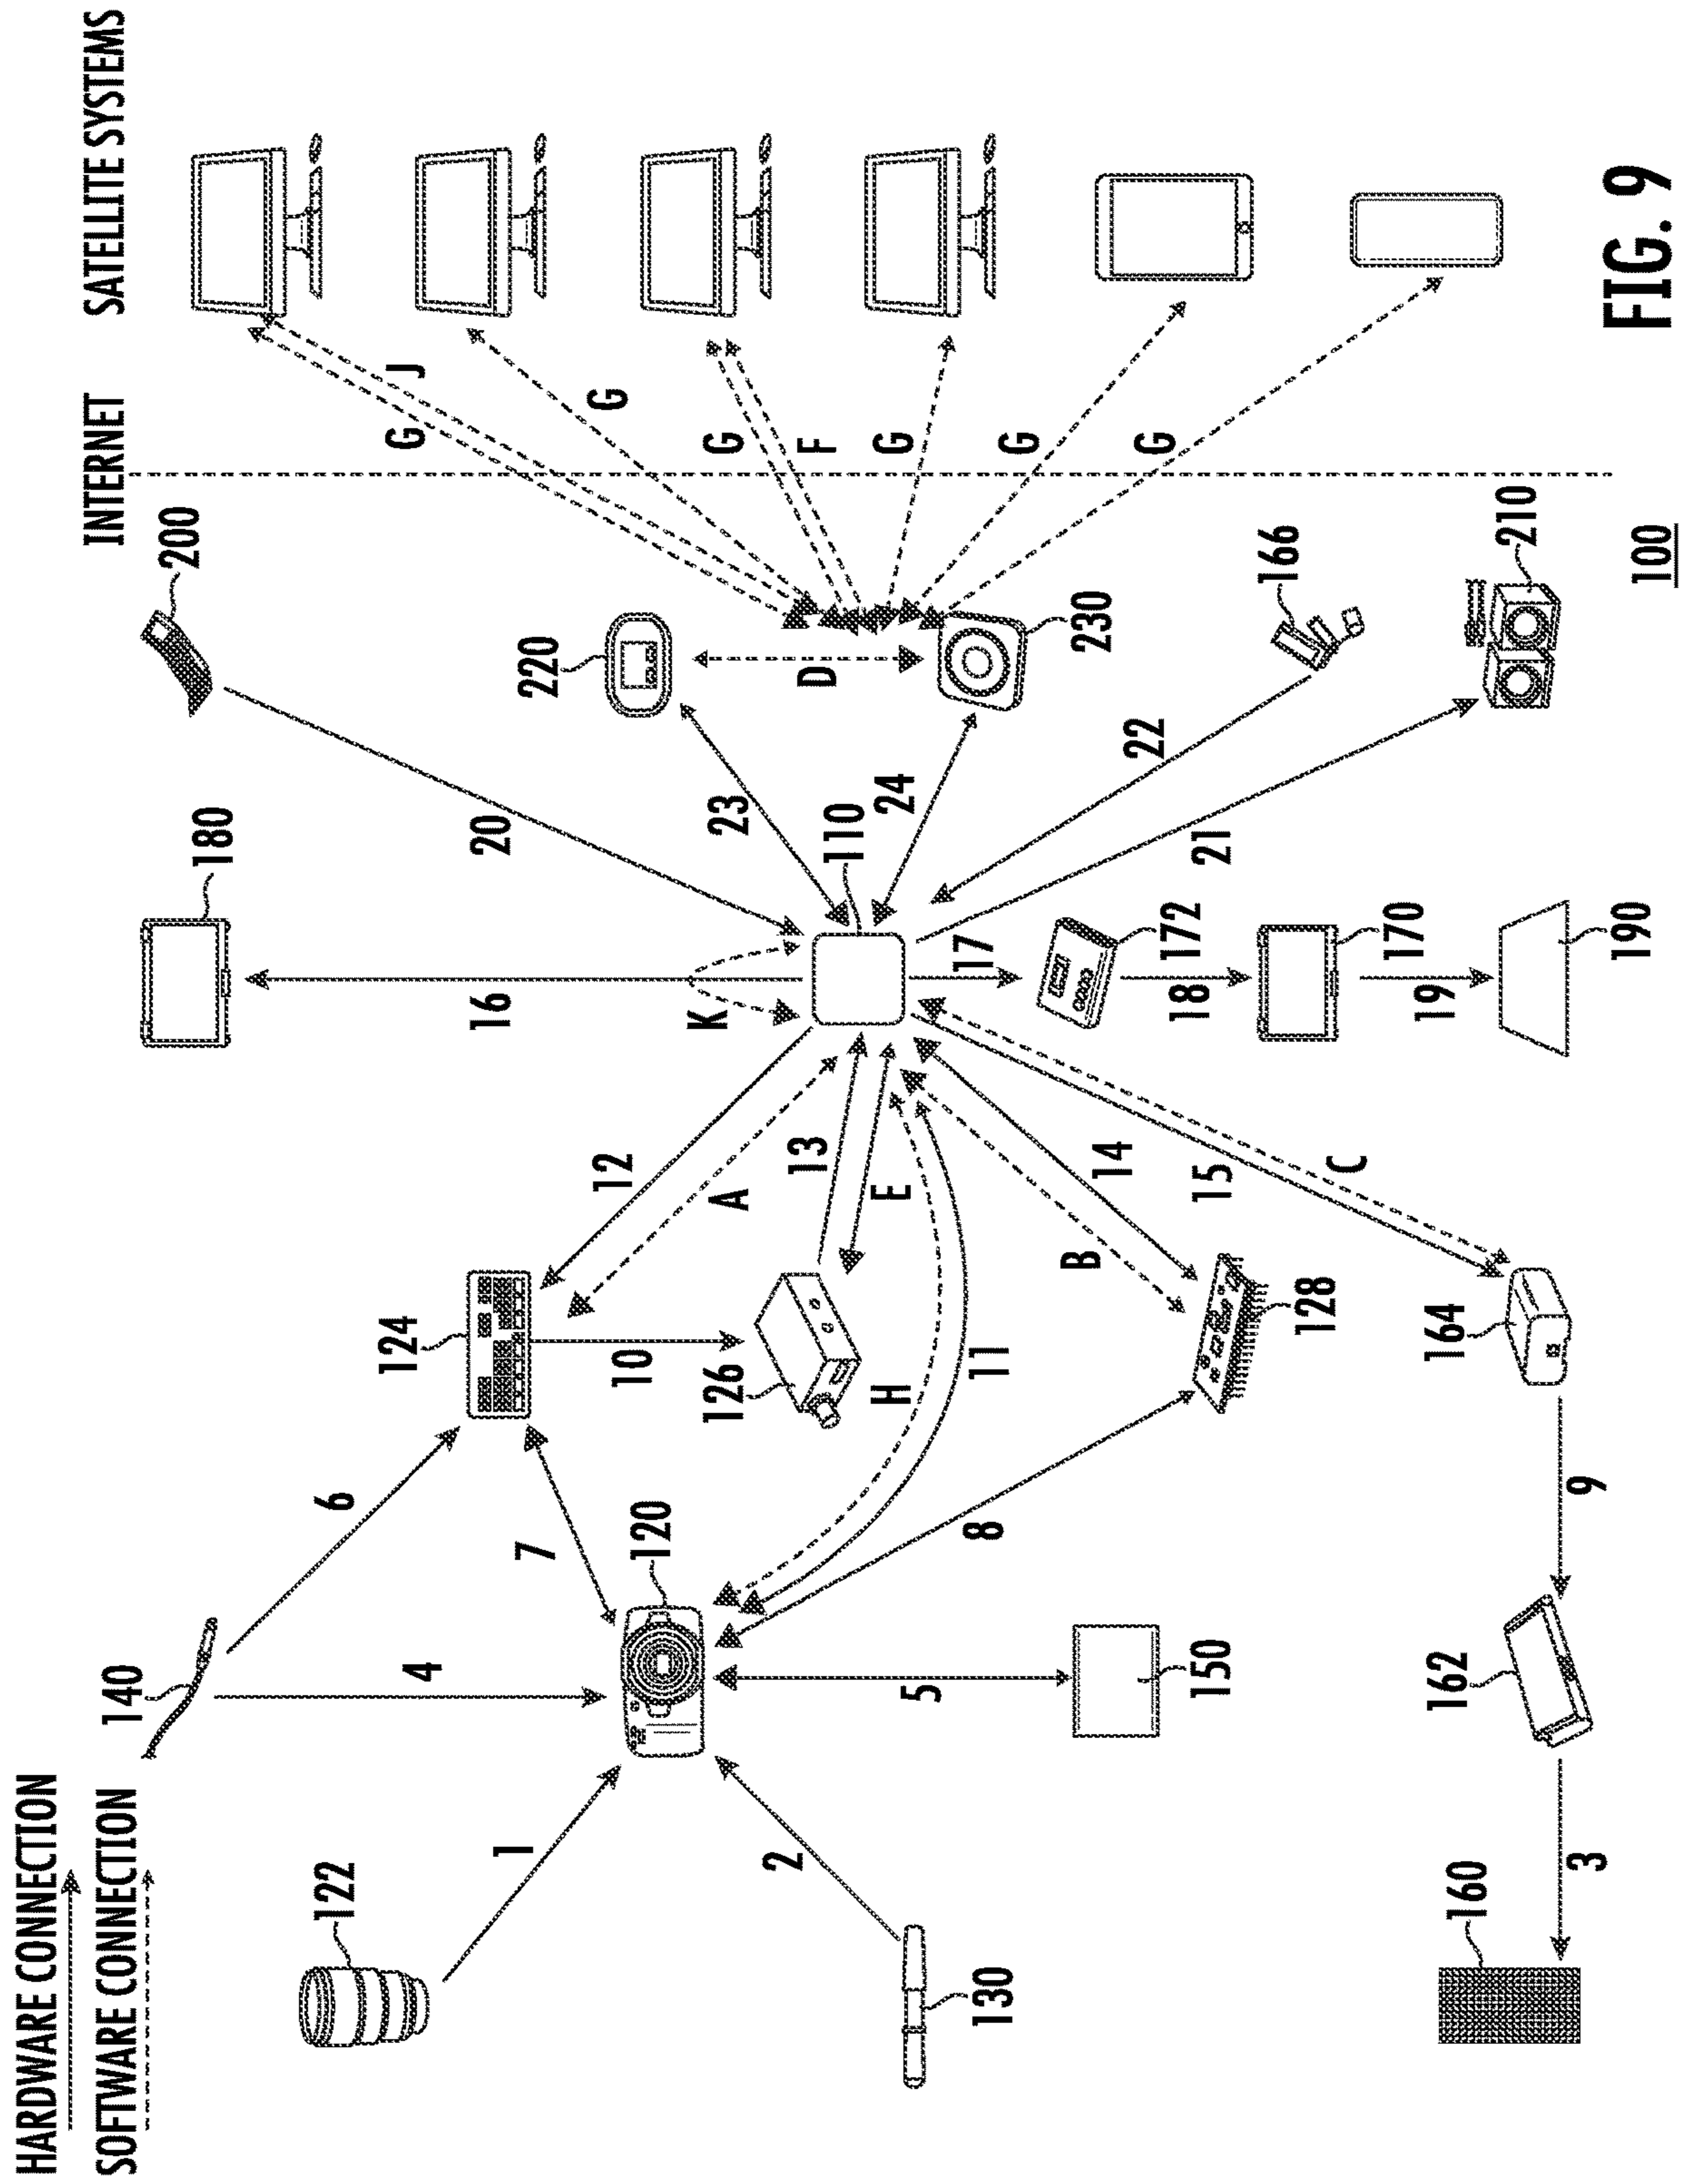 HARDWARE CONNECTION
SOFTWARE CONNECTION
INTERNET
SATELLITE SYSTEMS
122
1
130
2
160
3
140
4
120
5
150
162
6
7
8
9
124
10
126
H
11
128
164
12
A
13
E
B
14
15
C
180
16
K
110
17
172
18
170
19
190
20
23
24
22
21
200
220
D
230
166
210
G
J
G
G
F
G
G
G
100
FIG. 9